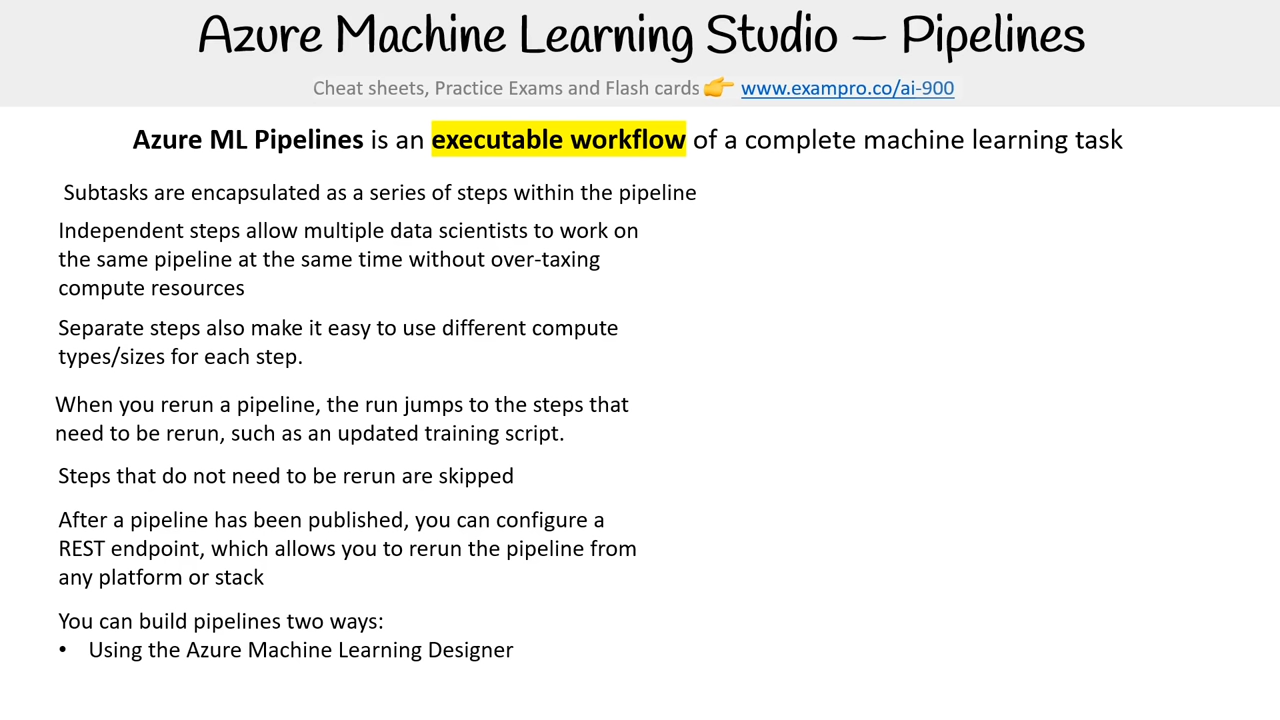 Azure Machine Learning Studio – Pipelines
Cheat sheets, Practice Exams and Flash cards 👉 www.exampro.co/ai-900
Azure ML Pipelines is an executable workflow of a complete machine learning task
Subtasks are encapsulated as a series of steps within the pipeline
Independent steps allow multiple data scientists to work on
the same pipeline at the same time without over-taxing
compute resources
Separate steps also make it easy to use different compute
types/sizes for each step.
When you rerun a pipeline, the run jumps to the steps that
need to be rerun, such as an updated training script.
Steps that do not need to be rerun are skipped
After a pipeline has been published, you can configure a
REST endpoint, which allows you to rerun the pipeline from
any platform or stack
You can build pipelines two ways:
• Using the Azure Machine Learning Designer